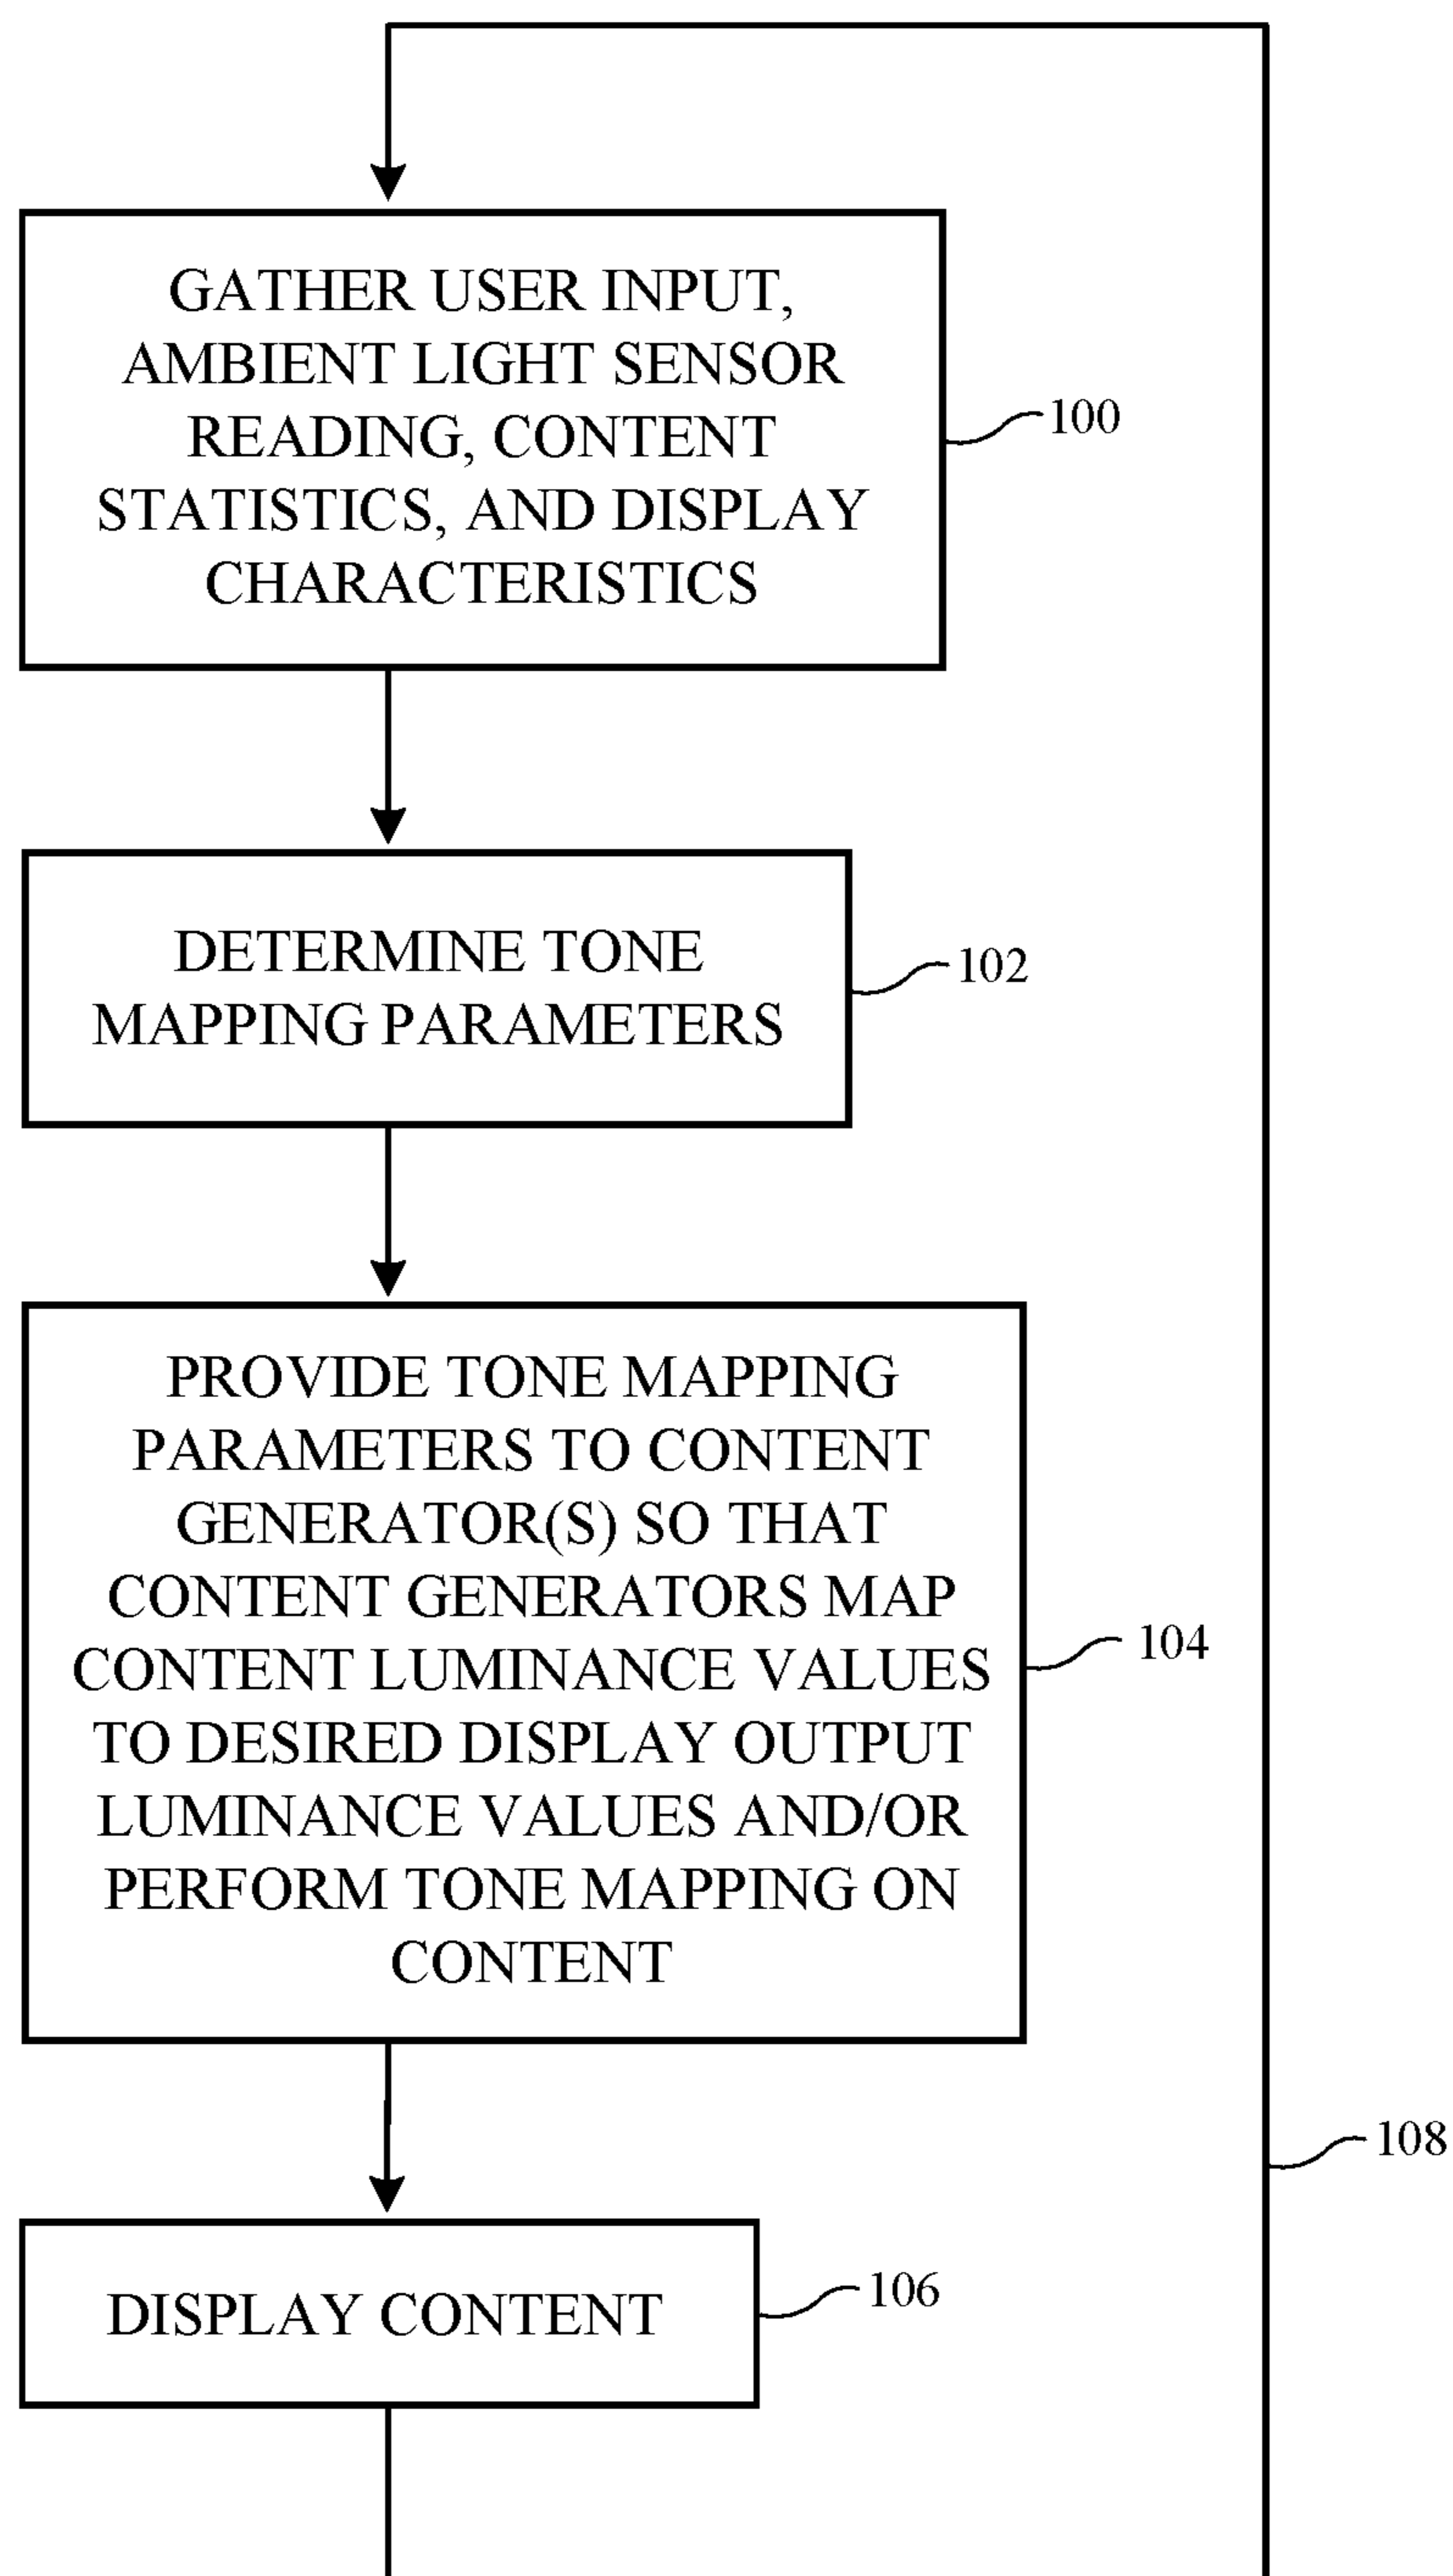 GATHER USER INPUT,
AMBIENT LIGHT SENSOR
READING, CONTENT
STATISTICS, AND DISPLAY
CHARACTERISTICS
100
DETERMINE TONE
MAPPING PARAMETERS
102
PROVIDE TONE MAPPING
PARAMETERS TO CONTENT
GENERATOR(S) SO THAT
CONTENT GENERATORS MAP
CONTENT LUMINANCE VALUES
TO DESIRED DISPLAY OUTPUT
LUMINANCE VALUES AND/OR
PERFORM TONE MAPPING ON
CONTENT
104
108
DISPLAY CONTENT
106